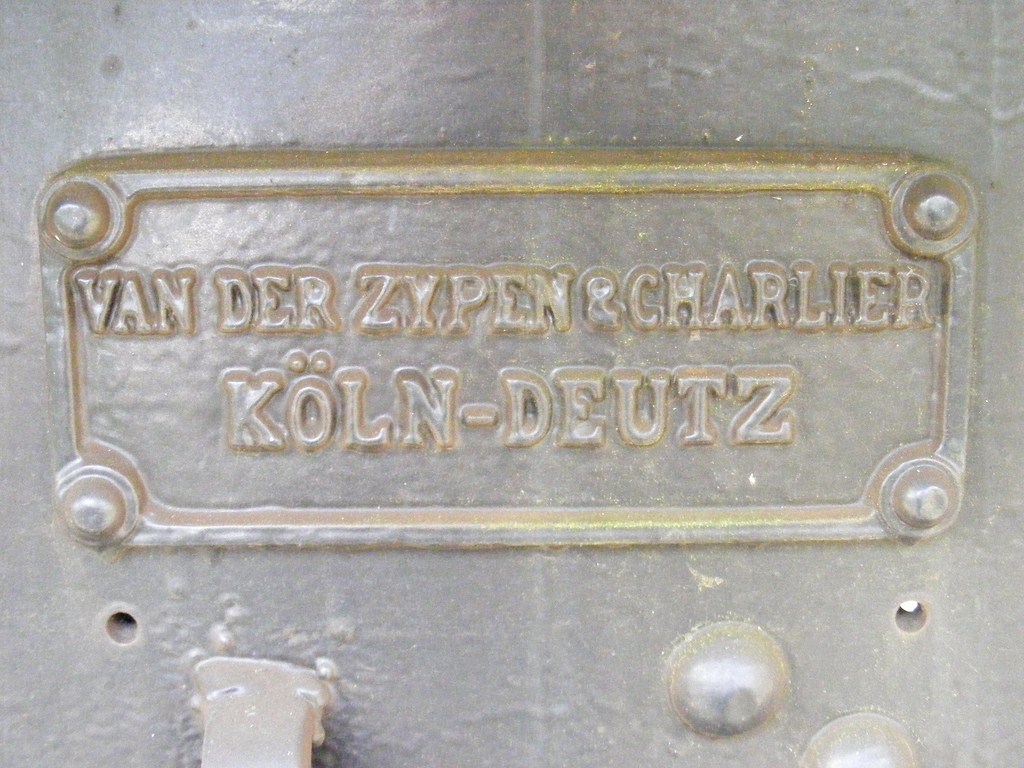 VAN DER ZYPEN & CHARLIER
KÖLN-DEUTZ